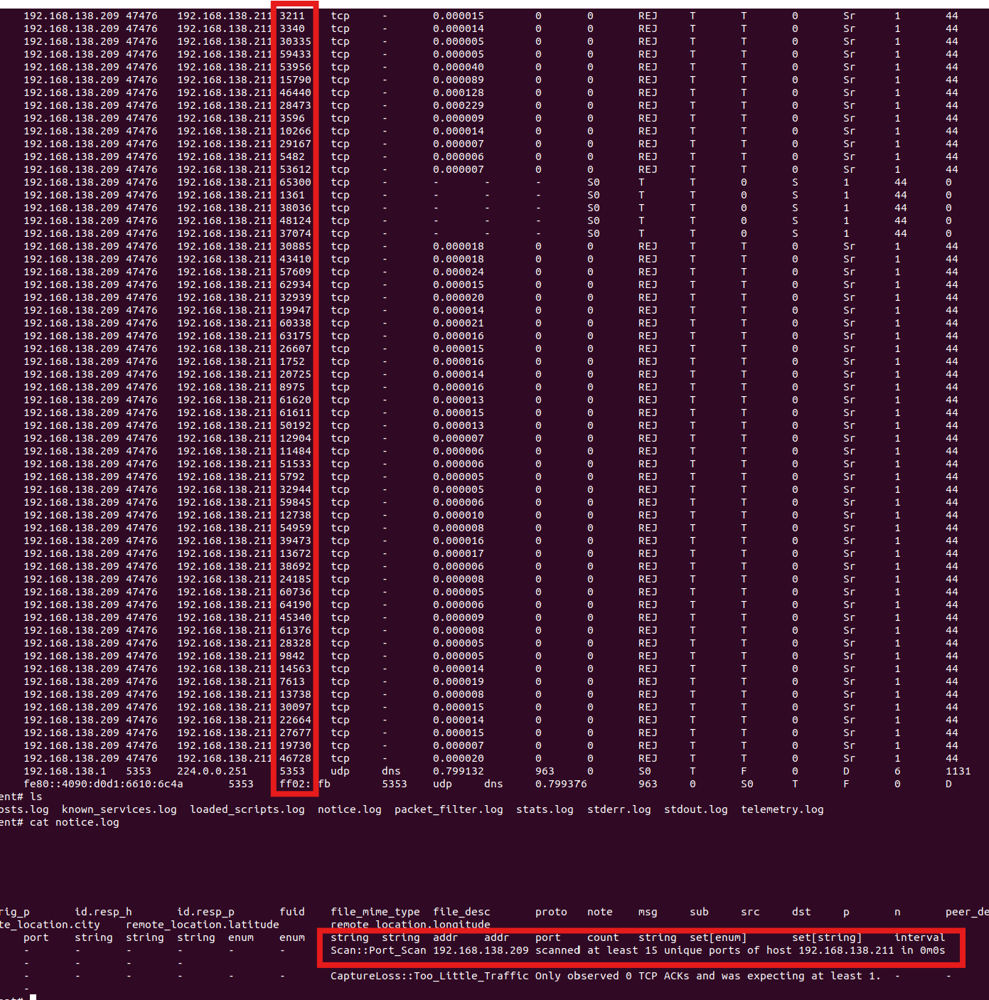 192.168.138.209 47476 192.168.138.211 3211 tcp - 0.000015 0 0 REJ T T 0 Sr 1 44
192.168.138.209 47476 192.168.138.211 3340 tcp - 0.000014 0 0 REJ T T 0 Sr 1 44
192.168.138.209 47476 192.168.138.211 30335 tcp - 0.000005 0 0 REJ T T 0 Sr 1 44
192.168.138.209 47476 192.168.138.211 59433 tcp - 0.000005 0 0 REJ T T 0 Sr 1 44
192.168.138.209 47476 192.168.138.211 53956 tcp - 0.000040 0 0 REJ T T 0 Sr 1 44
192.168.138.209 47476 192.168.138.211 15790 tcp - 0.000089 0 0 REJ T T 0 Sr 1 44
192.168.138.209 47476 192.168.138.211 46440 tcp - 0.000128 0 0 REJ T T 0 Sr 1 44
192.168.138.209 47476 192.168.138.211 28473 tcp - 0.000229 0 0 REJ T T 0 Sr 1 44
192.168.138.209 47476 192.168.138.211 3596 tcp - 0.000009 0 0 REJ T T 0 Sr 1 44
192.168.138.209 47476 192.168.138.211 10266 tcp - 0.000014 0 0 REJ T T 0 Sr 1 44
192.168.138.209 47476 192.168.138.211 29167 tcp - 0.000007 0 0 REJ T T 0 Sr 1 44
192.168.138.209 47476 192.168.138.211 5482 tcp - 0.000006 0 0 REJ T T 0 Sr 1 44
192.168.138.209 47476 192.168.138.211 53612 tcp - 0.000007 0 0 REJ T T 0 Sr 1 44
192.168.138.209 47476 192.168.138.211 65300 tcp - - - - S0 T T 0 S 1 44 0
192.168.138.209 47476 192.168.138.211 1361 tcp - - - - S0 T T 0 S 1 44 0
192.168.138.209 47476 192.168.138.211 38036 tcp - - - - S0 T T 0 S 1 44 0
192.168.138.209 47476 192.168.138.211 48124 tcp - - - - S0 T T 0 S 1 44 0
192.168.138.209 47476 192.168.138.211 37074 tcp - - - - S0 T T 0 S 1 44 0
192.168.138.209 47476 192.168.138.211 30885 tcp - 0.000018 0 0 REJ T T 0 Sr 1 44
192.168.138.209 47476 192.168.138.211 43410 tcp - 0.000018 0 0 REJ T T 0 Sr 1 44
192.168.138.209 47476 192.168.138.211 57609 tcp - 0.000024 0 0 REJ T T 0 Sr 1 44
192.168.138.209 47476 192.168.138.211 62934 tcp - 0.000015 0 0 REJ T T 0 Sr 1 44
192.168.138.209 47476 192.168.138.211 32939 tcp - 0.000020 0 0 REJ T T 0 Sr 1 44
192.168.138.209 47476 192.168.138.211 19947 tcp - 0.000014 0 0 REJ T T 0 Sr 1 44
192.168.138.209 47476 192.168.138.211 60338 tcp - 0.000021 0 0 REJ T T 0 Sr 1 44
192.168.138.209 47476 192.168.138.211 63175 tcp - 0.000016 0 0 REJ T T 0 Sr 1 44
192.168.138.209 47476 192.168.138.211 26607 tcp - 0.000015 0 0 REJ T T 0 Sr 1 44
192.168.138.209 47476 192.168.138.211 1752 tcp - 0.000016 0 0 REJ T T 0 Sr 1 44
192.168.138.209 47476 192.168.138.211 20725 tcp - 0.000014 0 0 REJ T T 0 Sr 1 44
192.168.138.209 47476 192.168.138.211 8975 tcp - 0.000016 0 0 REJ T T 0 Sr 1 44
192.168.138.209 47476 192.168.138.211 61620 tcp - 0.000013 0 0 REJ T T 0 Sr 1 44
192.168.138.209 47476 192.168.138.211 61611 tcp - 0.000015 0 0 REJ T T 0 Sr 1 44
192.168.138.209 47476 192.168.138.211 50192 tcp - 0.000013 0 0 REJ T T 0 Sr 1 44
192.168.138.209 47476 192.168.138.211 12904 tcp - 0.000007 0 0 REJ T T 0 Sr 1 44
192.168.138.209 47476 192.168.138.211 11484 tcp - 0.000006 0 0 REJ T T 0 Sr 1 44
192.168.138.209 47476 192.168.138.211 51533 tcp - 0.000006 0 0 REJ T T 0 Sr 1 44
192.168.138.209 47476 192.168.138.211 5792 tcp - 0.000005 0 0 REJ T T 0 Sr 1 44
192.168.138.209 47476 192.168.138.211 32944 tcp - 0.000005 0 0 REJ T T 0 Sr 1 44
192.168.138.209 47476 192.168.138.211 59845 tcp - 0.000006 0 0 REJ T T 0 Sr 1 44
192.168.138.209 47476 192.168.138.211 12738 tcp - 0.000010 0 0 REJ T T 0 Sr 1 44
192.168.138.209 47476 192.168.138.211 54959 tcp - 0.000008 0 0 REJ T T 0 Sr 1 44
192.168.138.209 47476 192.168.138.211 39473 tcp - 0.000016 0 0 REJ T T 0 Sr 1 44
192.168.138.209 47476 192.168.138.211 13672 tcp - 0.000017 0 0 REJ T T 0 Sr 1 44
192.168.138.209 47476 192.168.138.211 38692 tcp - 0.000006 0 0 REJ T T 0 Sr 1 44
192.168.138.209 47476 192.168.138.211 24185 tcp - 0.000008 0 0 REJ T T 0 Sr 1 44
192.168.138.209 47476 192.168.138.211 60736 tcp - 0.000005 0 0 REJ T T 0 Sr 1 44
192.168.138.209 47476 192.168.138.211 64190 tcp - 0.000006 0 0 REJ T T 0 Sr 1 44
192.168.138.209 47476 192.168.138.211 45340 tcp - 0.000009 0 0 REJ T T 0 Sr 1 44
192.168.138.209 47476 192.168.138.211 61376 tcp - 0.000008 0 0 REJ T T 0 Sr 1 44
192.168.138.209 47476 192.168.138.211 28328 tcp - 0.000005 0 0 REJ T T 0 Sr 1 44
192.168.138.209 47476 192.168.138.211 9842 tcp - 0.000005 0 0 REJ T T 0 Sr 1 44
192.168.138.209 47476 192.168.138.211 14563 tcp - 0.000014 0 0 REJ T T 0 Sr 1 44
192.168.138.209 47476 192.168.138.211 7613 tcp - 0.000019 0 0 REJ T T 0 Sr 1 44
192.168.138.209 47476 192.168.138.211 13738 tcp - 0.000008 0 0 REJ T T 0 Sr 1 44
192.168.138.209 47476 192.168.138.211 30097 tcp - 0.000015 0 0 REJ T T 0 Sr 1 44
192.168.138.209 47476 192.168.138.211 22664 tcp - 0.000014 0 0 REJ T T 0 Sr 1 44
192.168.138.209 47476 192.168.138.211 27677 tcp - 0.000015 0 0 REJ T T 0 Sr 1 44
192.168.138.209 47476 192.168.138.211 19730 tcp - 0.000007 0 0 REJ T T 0 Sr 1 44
192.168.138.209 47476 192.168.138.211 46728 tcp - 0.000020 0 0 REJ T T 0 Sr 1 44
192.168.138.1 5353 224.0.0.251 5353 udp dns 0.799132 963 0 S0 T F 0 D 6 1131
fe80::4090:d0d1:6610:6c4a 5353 ff02: fb 5353 udp dns 0.799376 963 0 S0 T F 0 D
ent# ls
osts.log known_services.log loaded_scripts.log notice.log packet_filter.log stats.log stderr.log stdout.log telemetry.log
ent# cat notice.log
rig_p id.resp_h id.resp_p fuid file_mime_type file_desc proto note msg sub src dst p n peer_de
te_location.city remote_location.latitude remote_location.longitude
port string string string enum enum string string addr addr port count string set[enum] set[string] interval
- - - - - - Scan::Port_Scan 192.168.138.209 scanned at least 15 unique ports of host 192.168.138.211 in 0m0s
- - - -
- - - - - - CaptureLoss::Too_Little_Traffic Only observed 0 TCP ACKs and was expecting at least 1. - -
-